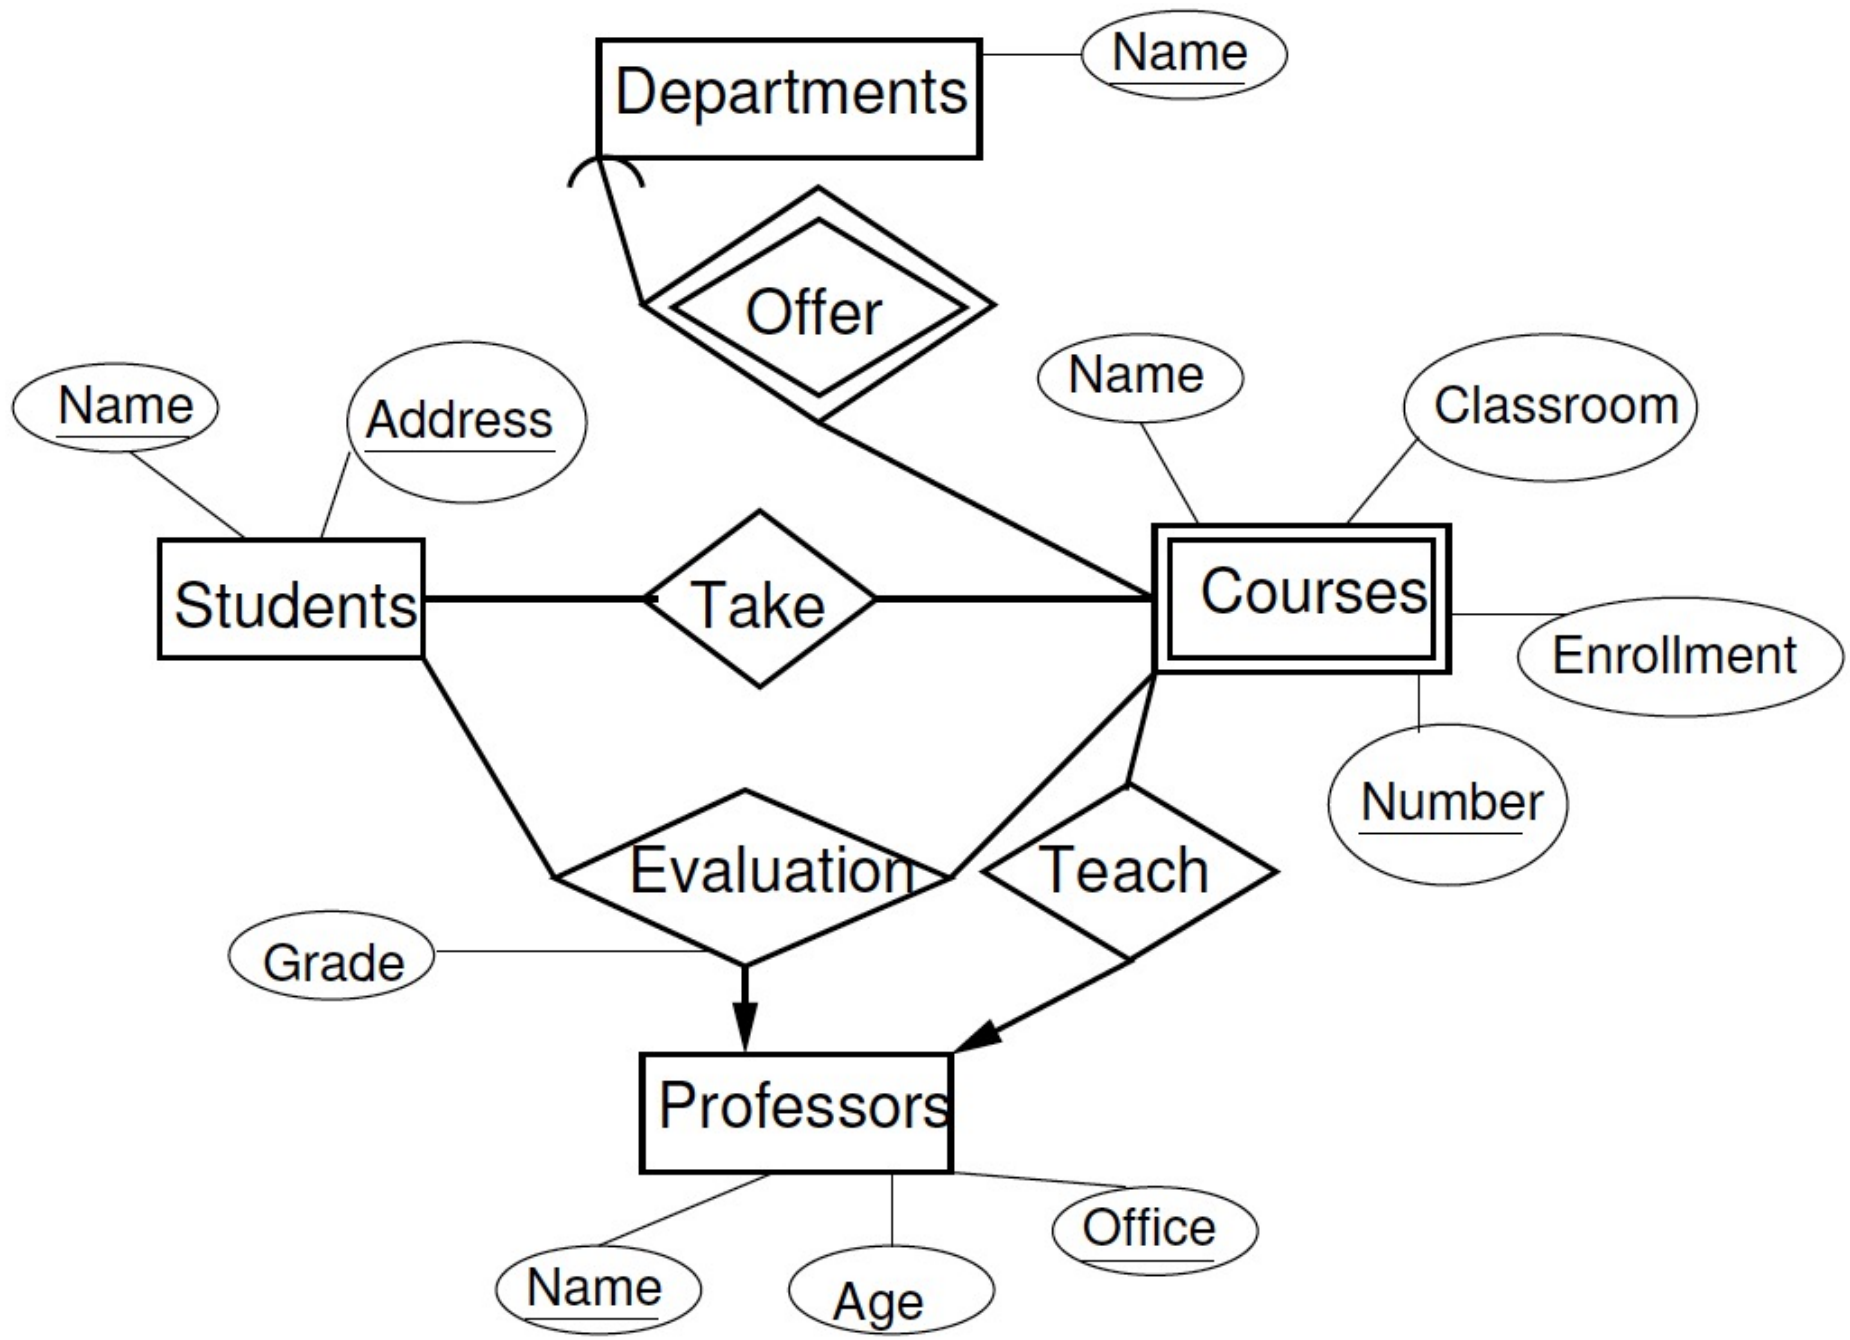 Name
Departments
Offer
Name
Classroom
Name
Address
Courses
Students
Take
Enrollment
Number
Evaluation
Teach
Grade
Professors
Office
Name
Age